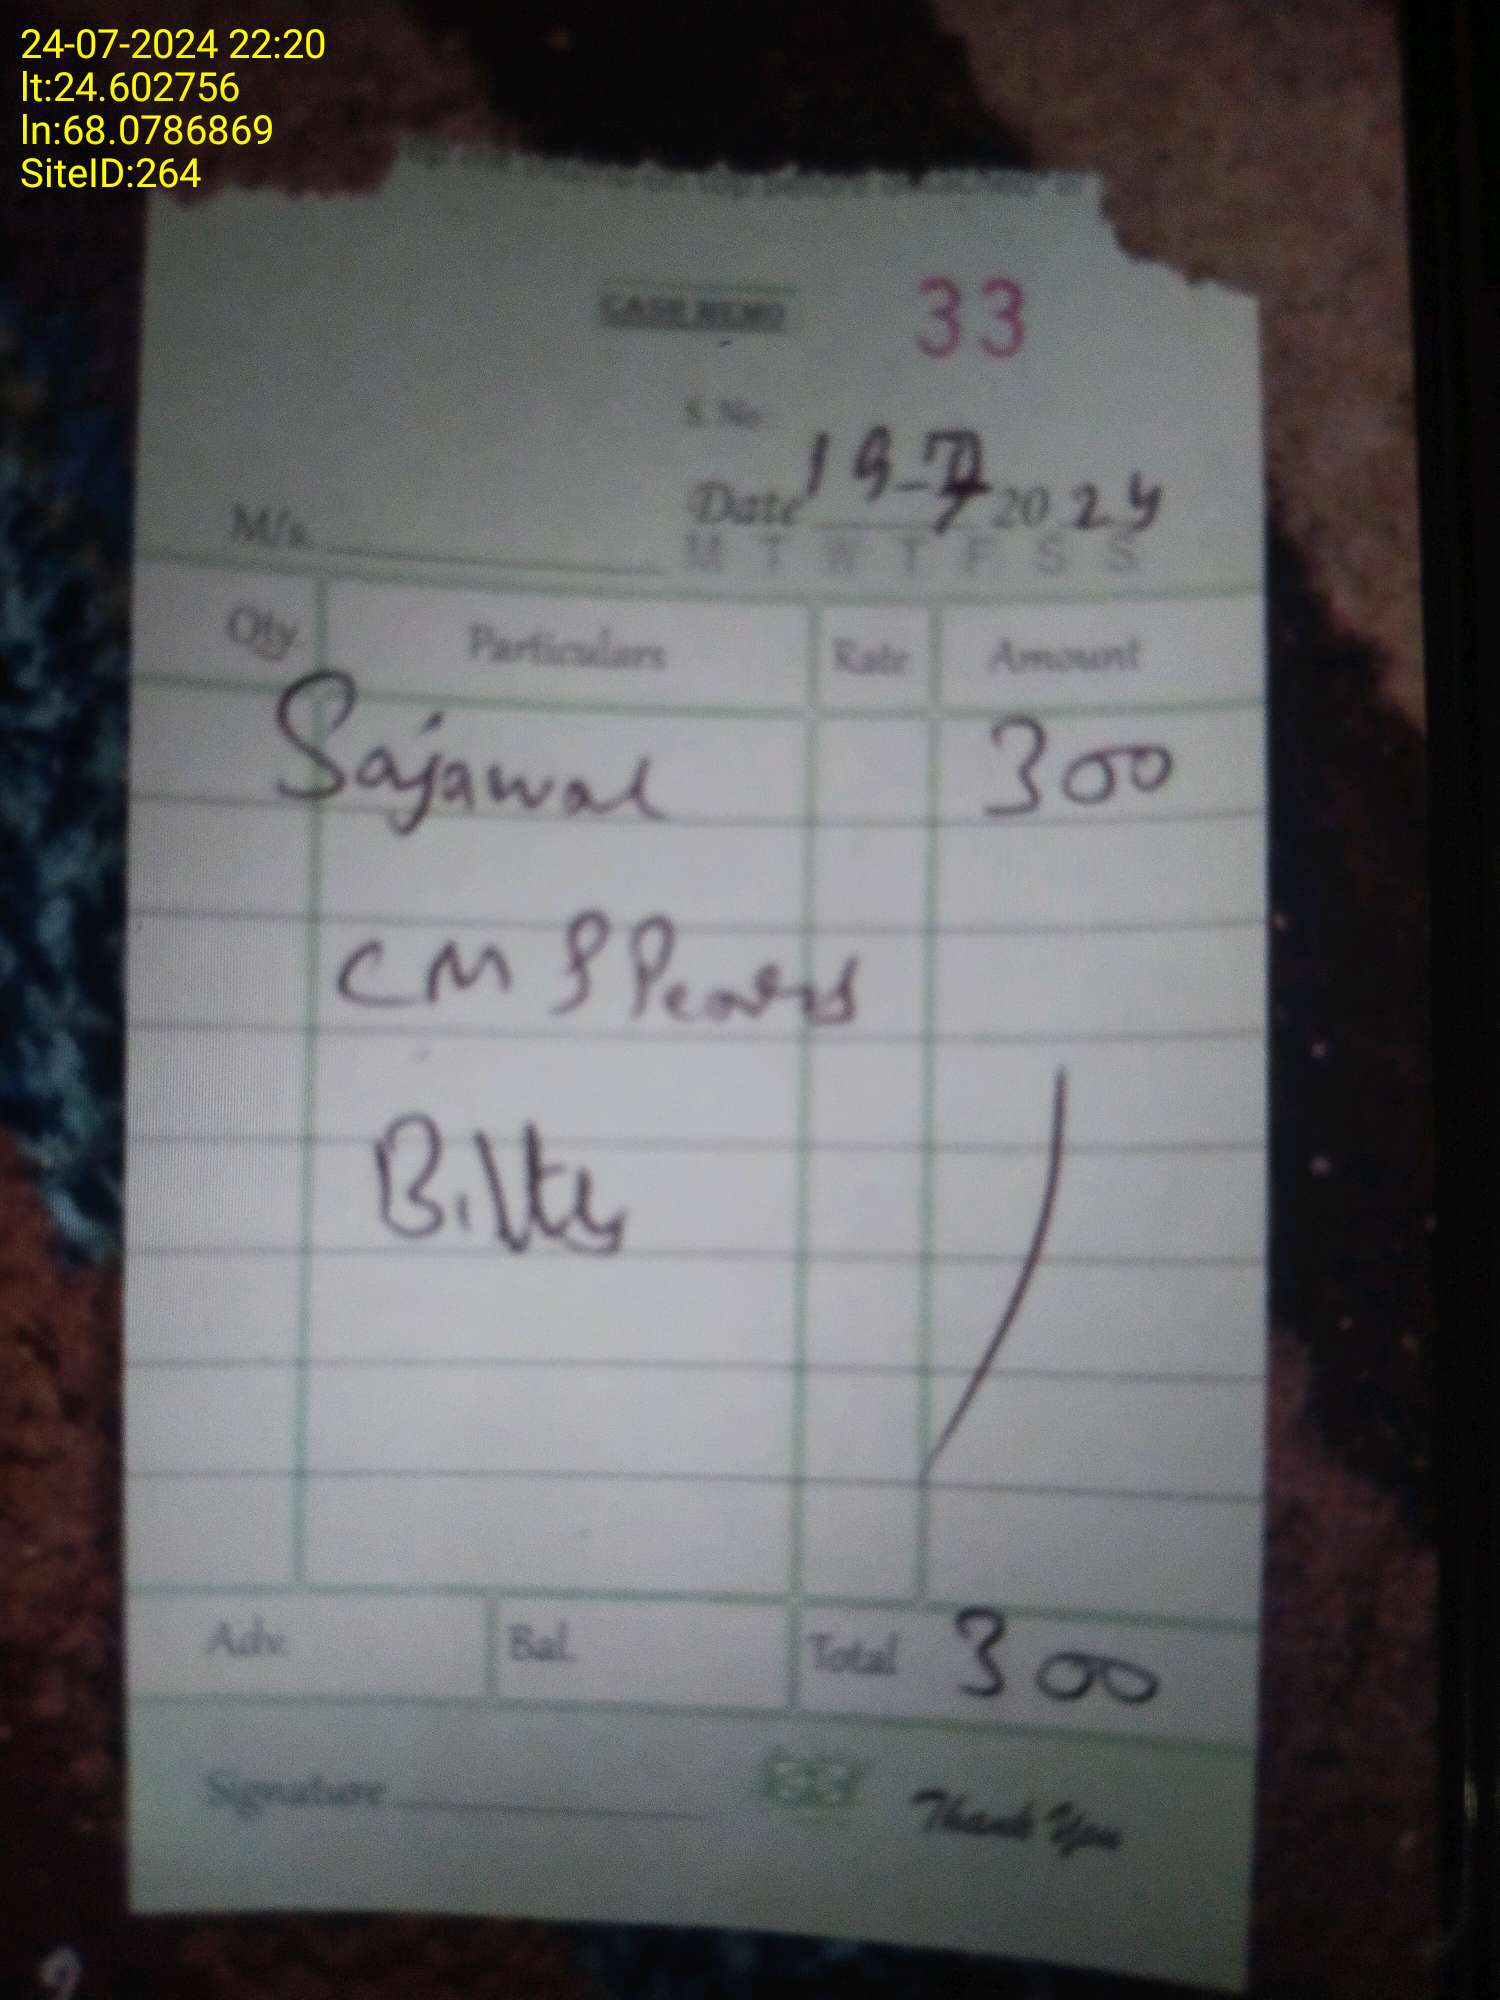 24-07-2024 22:20
lt:24.602756
ln:68.0786869
SiteID:264
CASH MEMO 33
S. No
Date 19-7 2024
M/s.
M T W T F S S
Qty. Particulars Rate Amount
Sajawal 300
CM
Bilty
Adv. Bal. Total 300
Signature Thank You